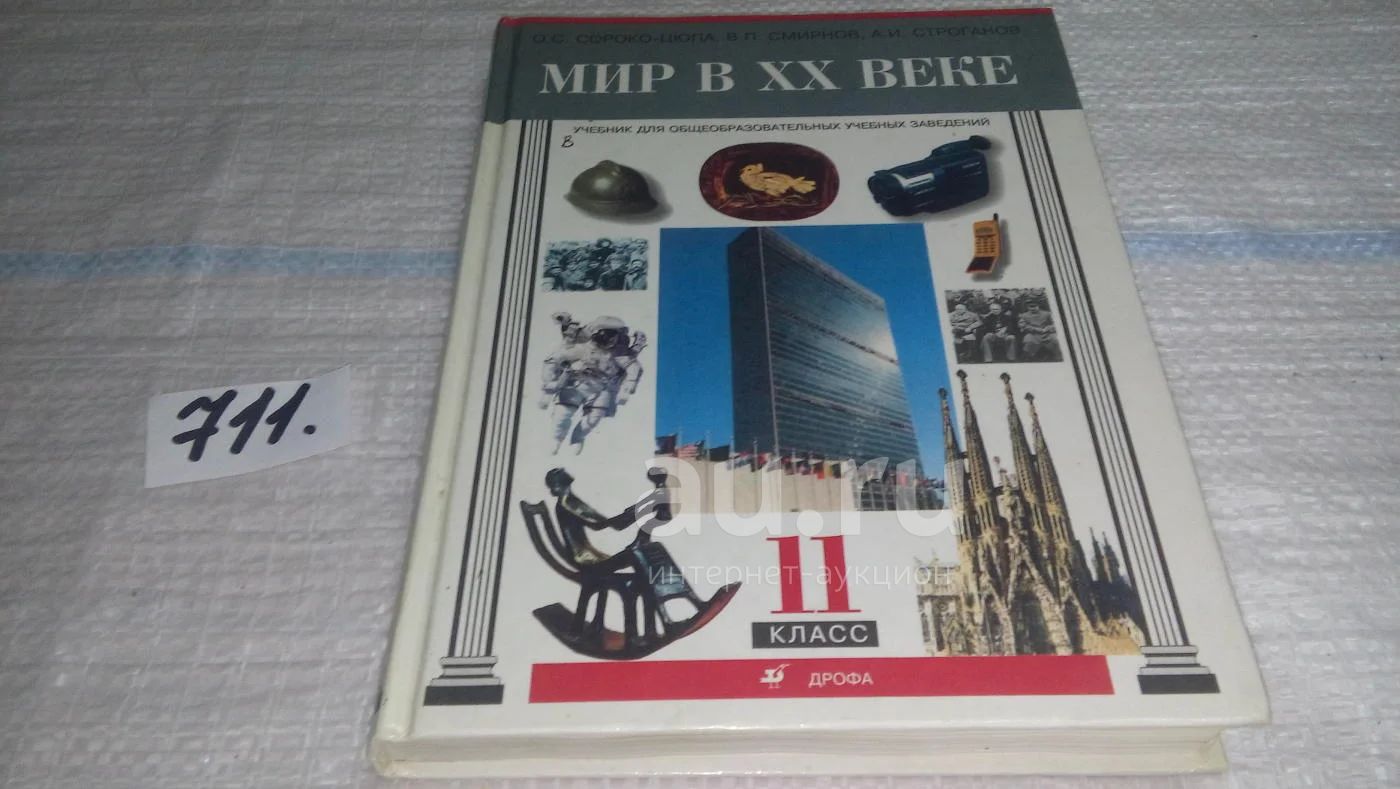 О.С. СОРОКО-ЦЮПА, В.П. СМИРНОВ, А.И. СТРОГАНОВ
МИР В XX ВЕКЕ
УЧЕБНИК ДЛЯ ОБЩЕОБРАЗОВАТЕЛЬНЫХ УЧЕБНЫХ ЗАВЕДЕНИЙ
В
711.
au.ru
интернет-аукцион
11
КЛАСС
ДРОФА